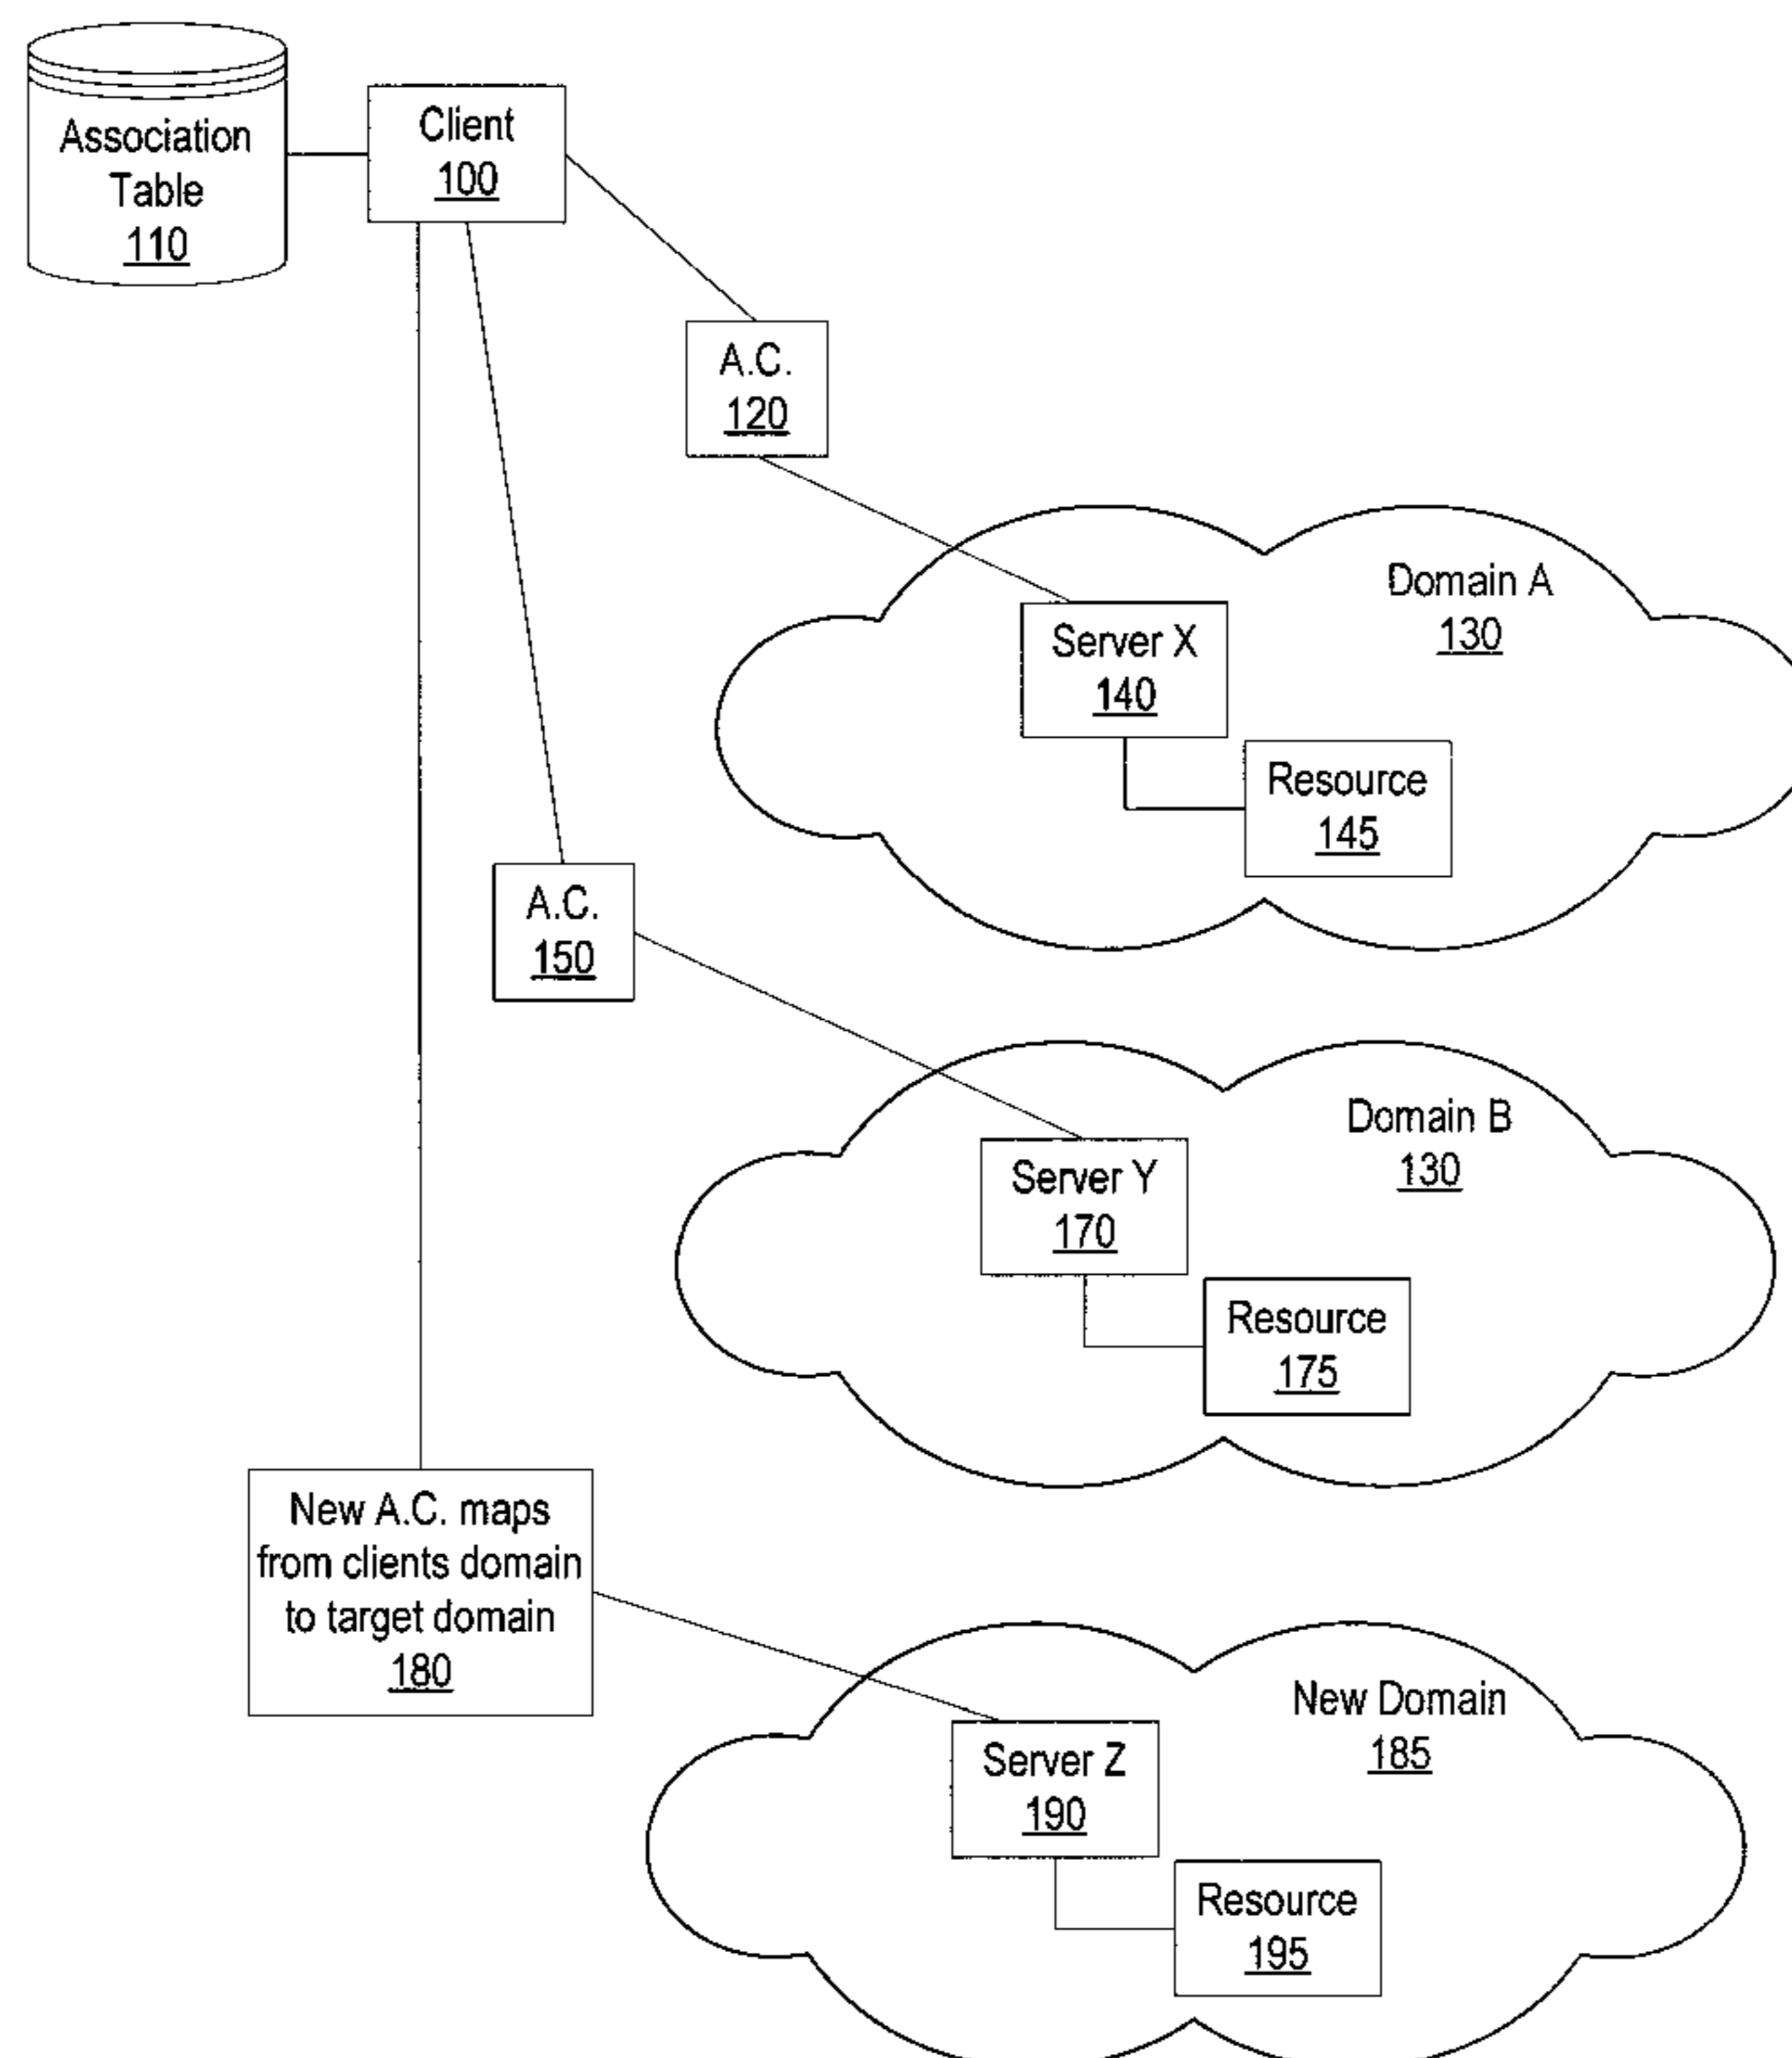 Association
Table
110
Client
100
A.C.
120
Domain A
130
Server X
140
Resource
145
A.C.
150
Domain B
130
Server Y
170
Resource
175
New A.C. maps
from clients domain
to target domain
180
New Domain
185
Server Z
190
Resource
195